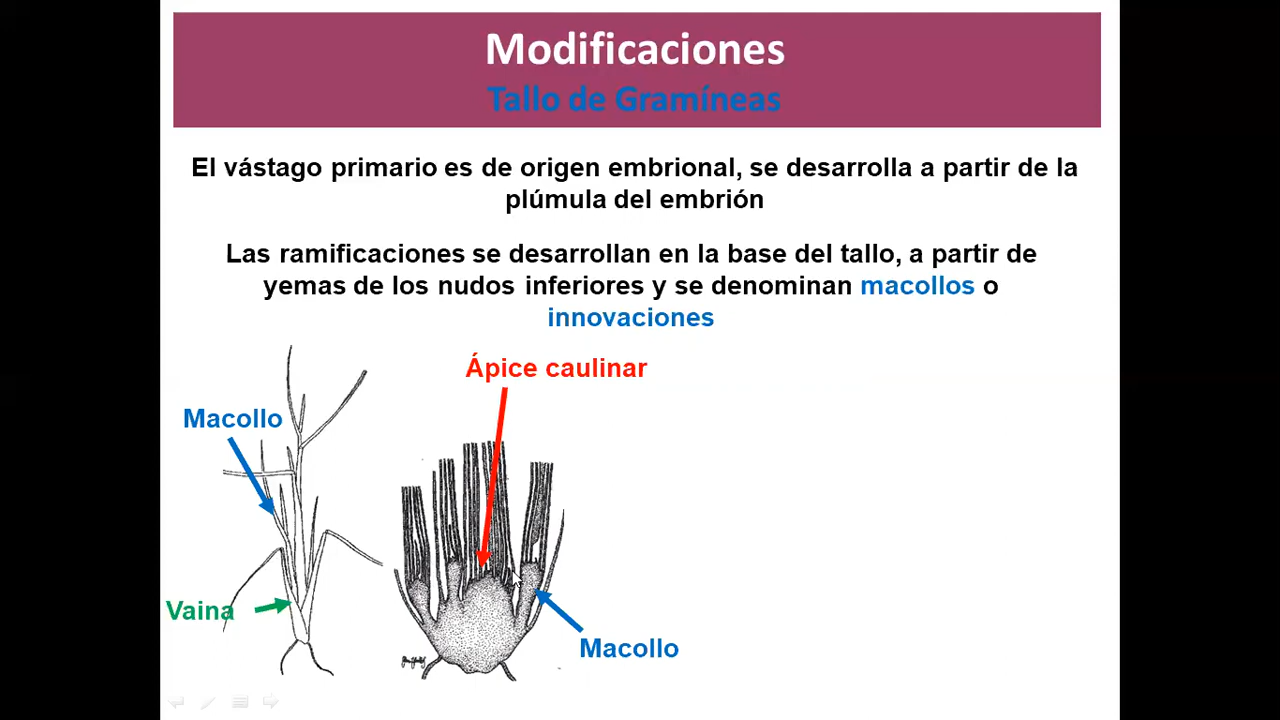 Modificaciones
Tallo de Gramíneas
El vástago primario es de origen embrional, se desarrolla a partir de la
plúmula del embrión
Las ramificaciones se desarrollan en la base del tallo, a partir de
yemas de los nudos inferiores y se denominan macollos o
innovaciones
Ápice caulinar
Macollo
Vaina
Macollo